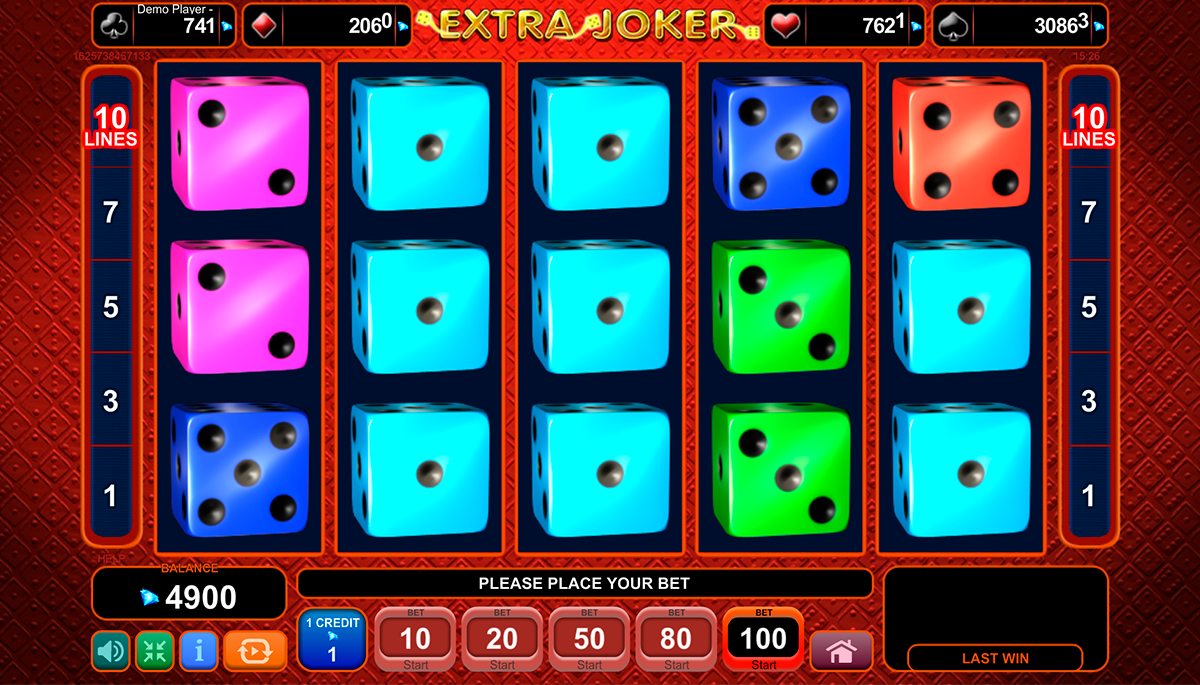 Demo Player -
741
2060
EXTRA JOKER
7621
30863
1625738467133
15:26
10
LINES
7
5
3
1
10
LINES
7
5
3
1
HELP
BALANCE
4900
PLEASE PLACE YOUR BET
1 CREDIT
1
BET
10
Start
BET
20
Start
BET
50
Start
BET
80
Start
BET
100
Start
i
LAST WIN